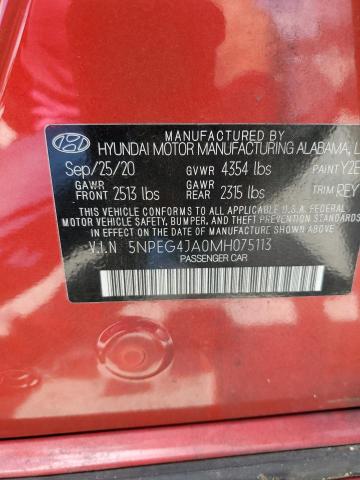 MANUFACTURED BY
HYUNDAI MOTOR MANUFACTURING ALABAMA, L
Sep/25/20 GVWR 4354 lbs PAINT Y2E
GAWR FRONT 2513 lbs GAWR REAR 2315 lbs TRIM REY
THIS VEHICLE CONFORMS TO ALL APPLICABLE U.S.A. FEDERAL
MOTOR VEHICLE SAFETY, BUMPER, AND THEFT PREVENTION
STANDARDS IN EFFECT ON THE DATE OF MANUFACTURE SHOWN ABOVE.
V.I.N 5NPEG4JA0MH075113
PASSENGER CAR